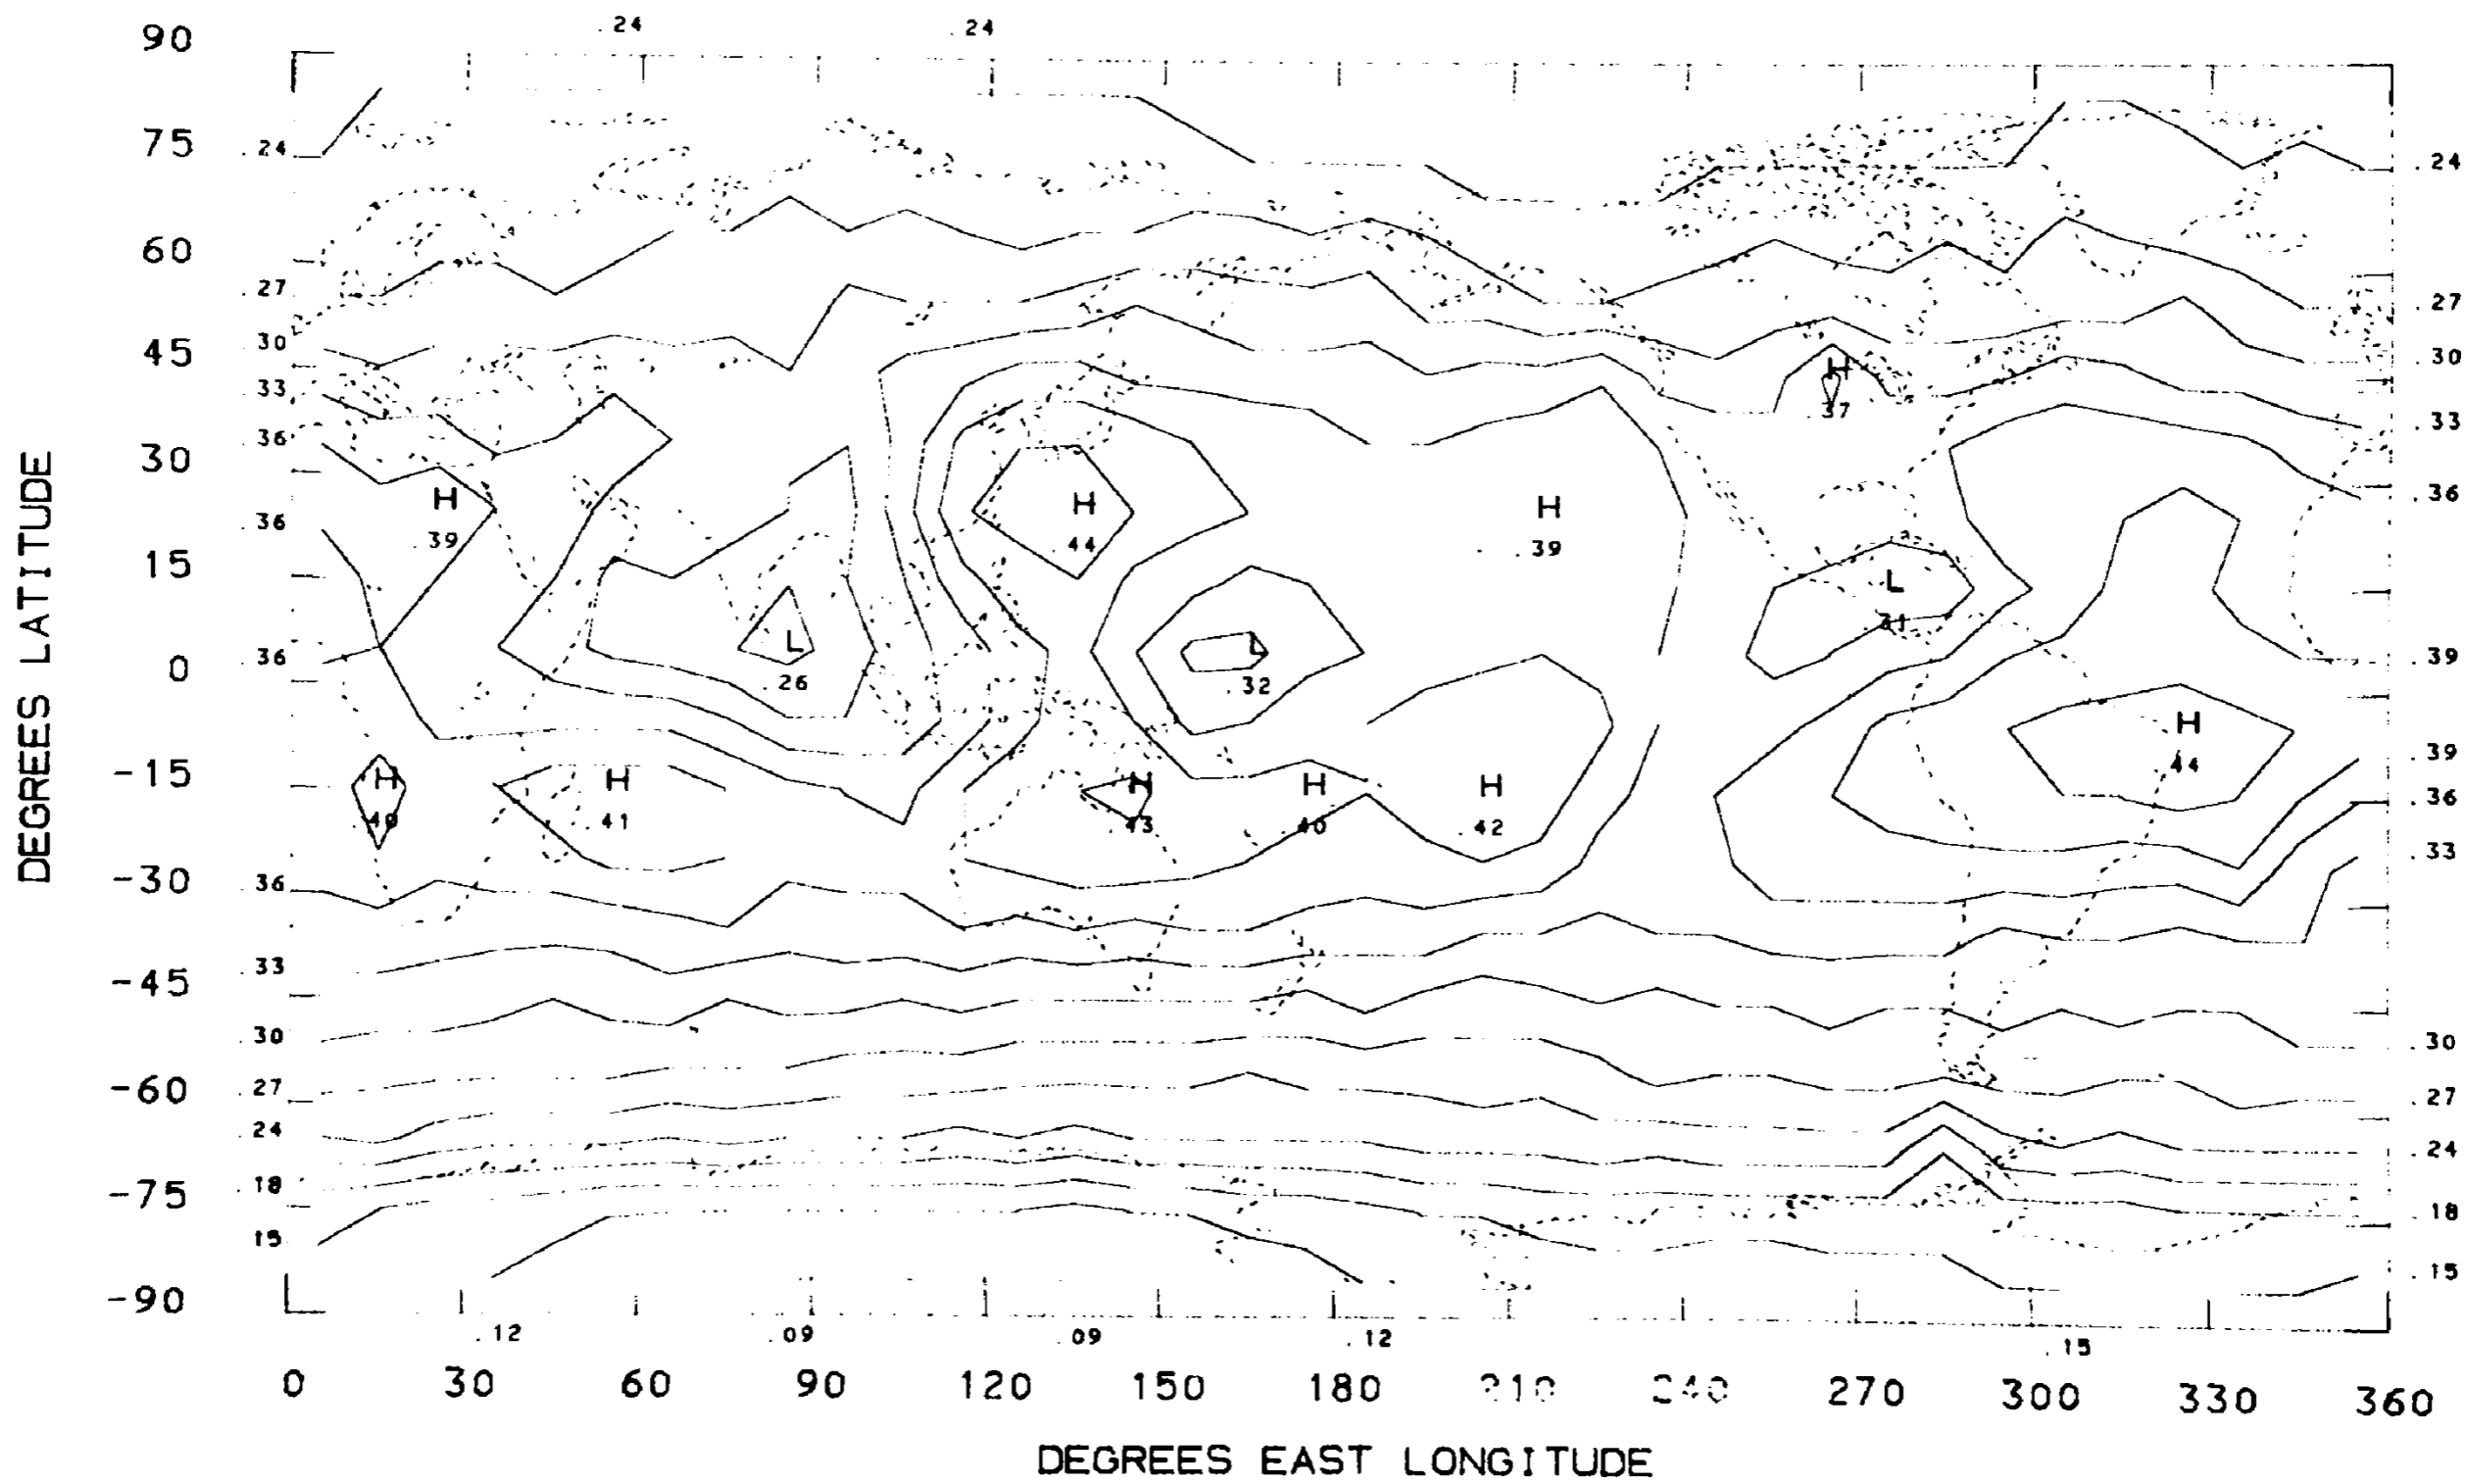 .24 .24
90
75 .24 .24
60
.27 .27
45 .30 .30
.33 H
.37 .33
.36
30
H H H .36
.36 .39 .44 .39
15 L
.31
.36 L L .39
0 .26 .32
H .39
-15 H H H H H .44 .36
.40 .41 .43 .40 .42
.33
-30 .36
.33
-45
.30 .30
-60 .27 .27
.24 .24
-75 .18 .18
15 .15
-90
.12 .09 .09 .12 .15
0 30 60 90 120 150 180 210 240 270 300 330 360
DEGREES EAST LONGITUDE
DEGREES LATITUDE